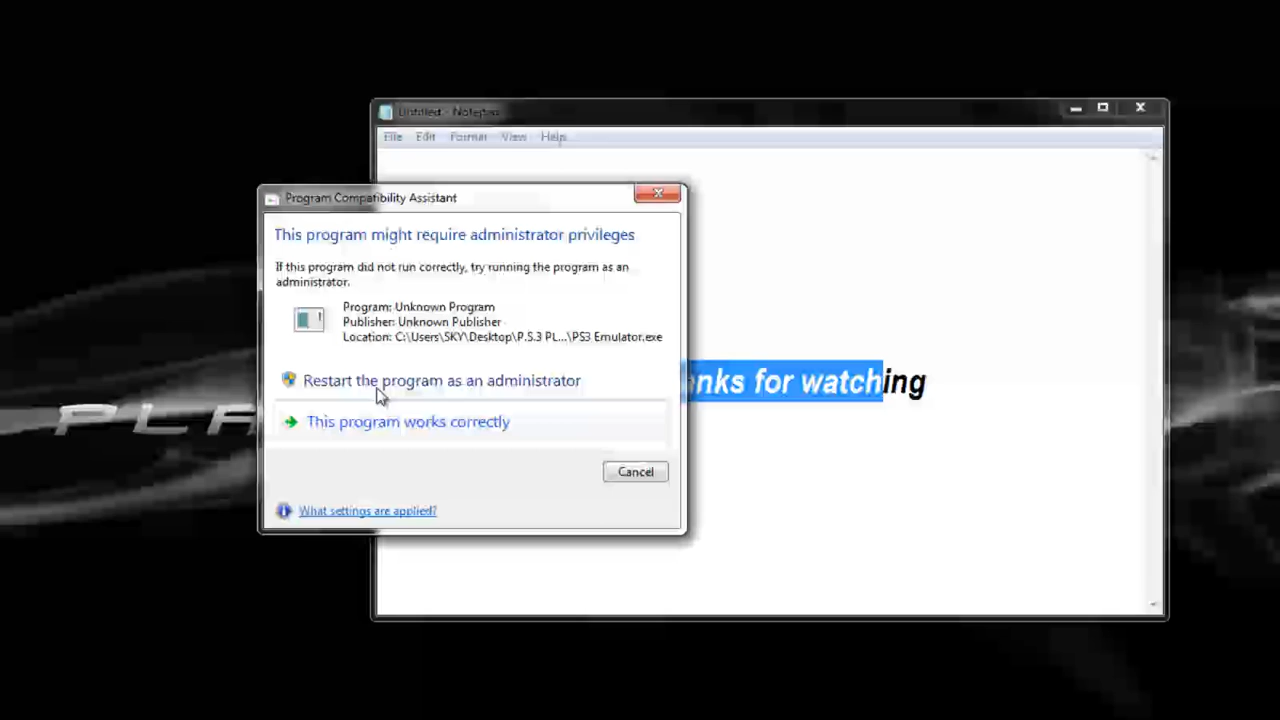 Untitled - Notepad
File Edit Format View Help
Program Compatibility Assistant
This program might require administrator privileges
If this program did not run correctly, try running the program as an
administrator.
Program: Unknown Program
Publisher: Unknown Publisher
Location: C:\Users\SKY\Desktop\P.S.3 PL...\PS3 Emulator.exe
Restart the program as an administrator
This program works correctly
Cancel
What settings are applied?
anks for watching
PLA